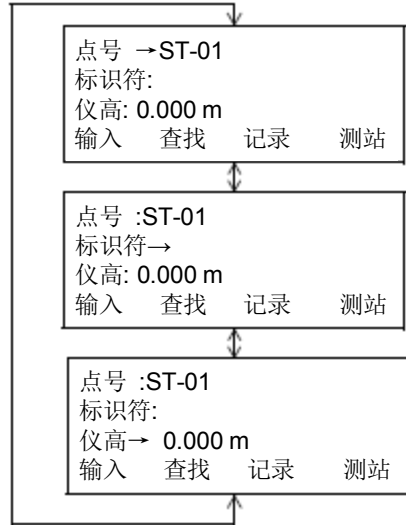 点号 →ST-01
标识符:
仪高: 0.000 m
输入 查找 记录 测站
点号 :ST-01
标识符→
仪高: 0.000 m
输入 查找 记录 测站
点号 :ST-01
标识符:
仪高→ 0.000 m
输入 查找 记录 测站